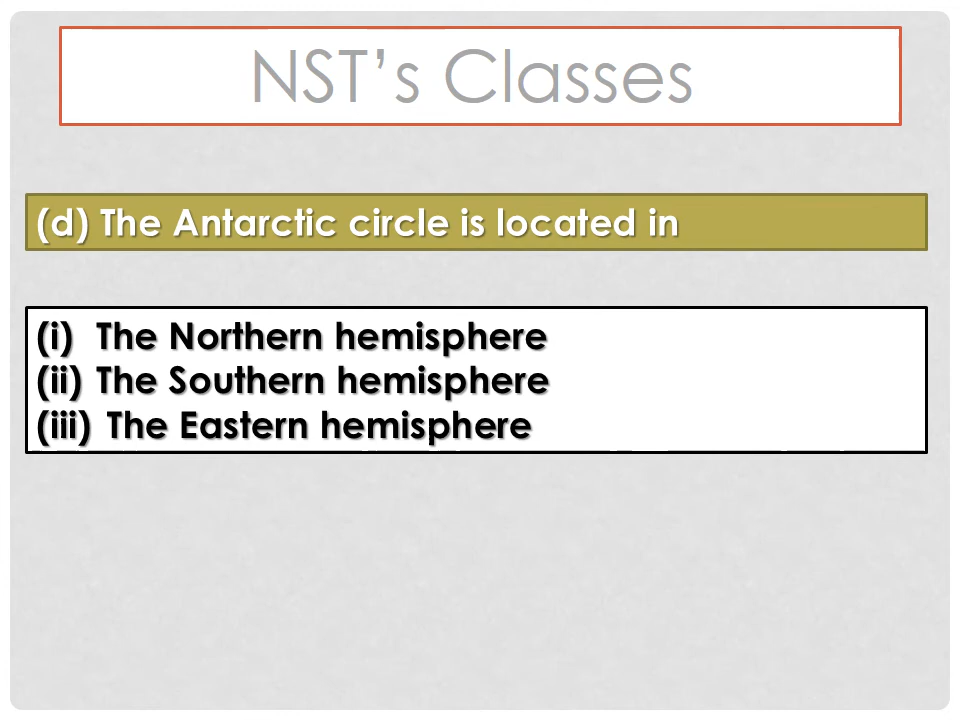 NST’s Classes
(d) The Antarctic circle is located in
(i) The Northern hemisphere
(ii) The Southern hemisphere
(iii) The Eastern hemisphere